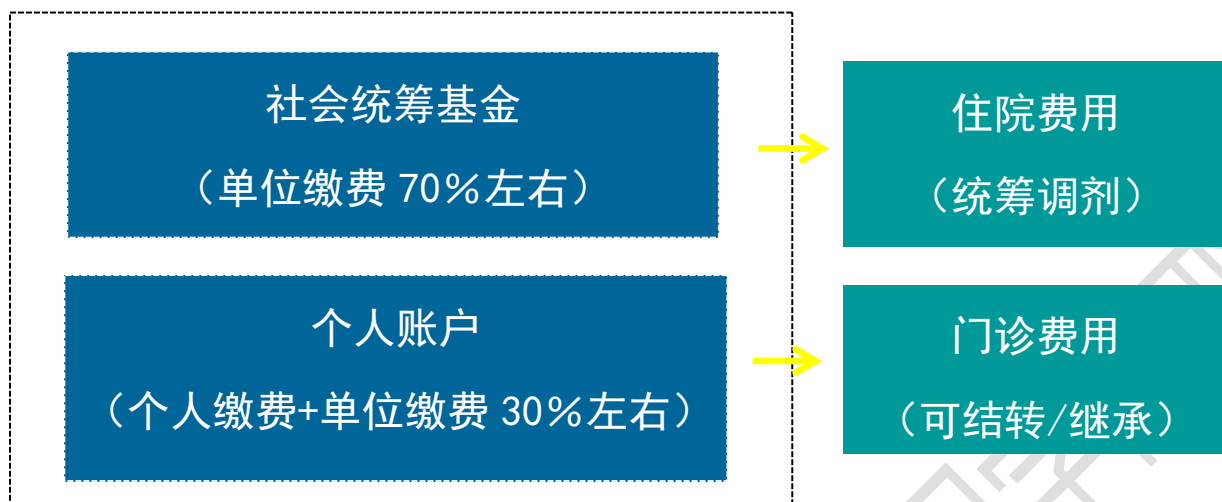 社会统筹基金
（单位缴费 70％左右）
住院费用
（统筹调剂）
个人账户
（个人缴费+单位缴费 30％左右）
门诊费用
（可结转/继承）